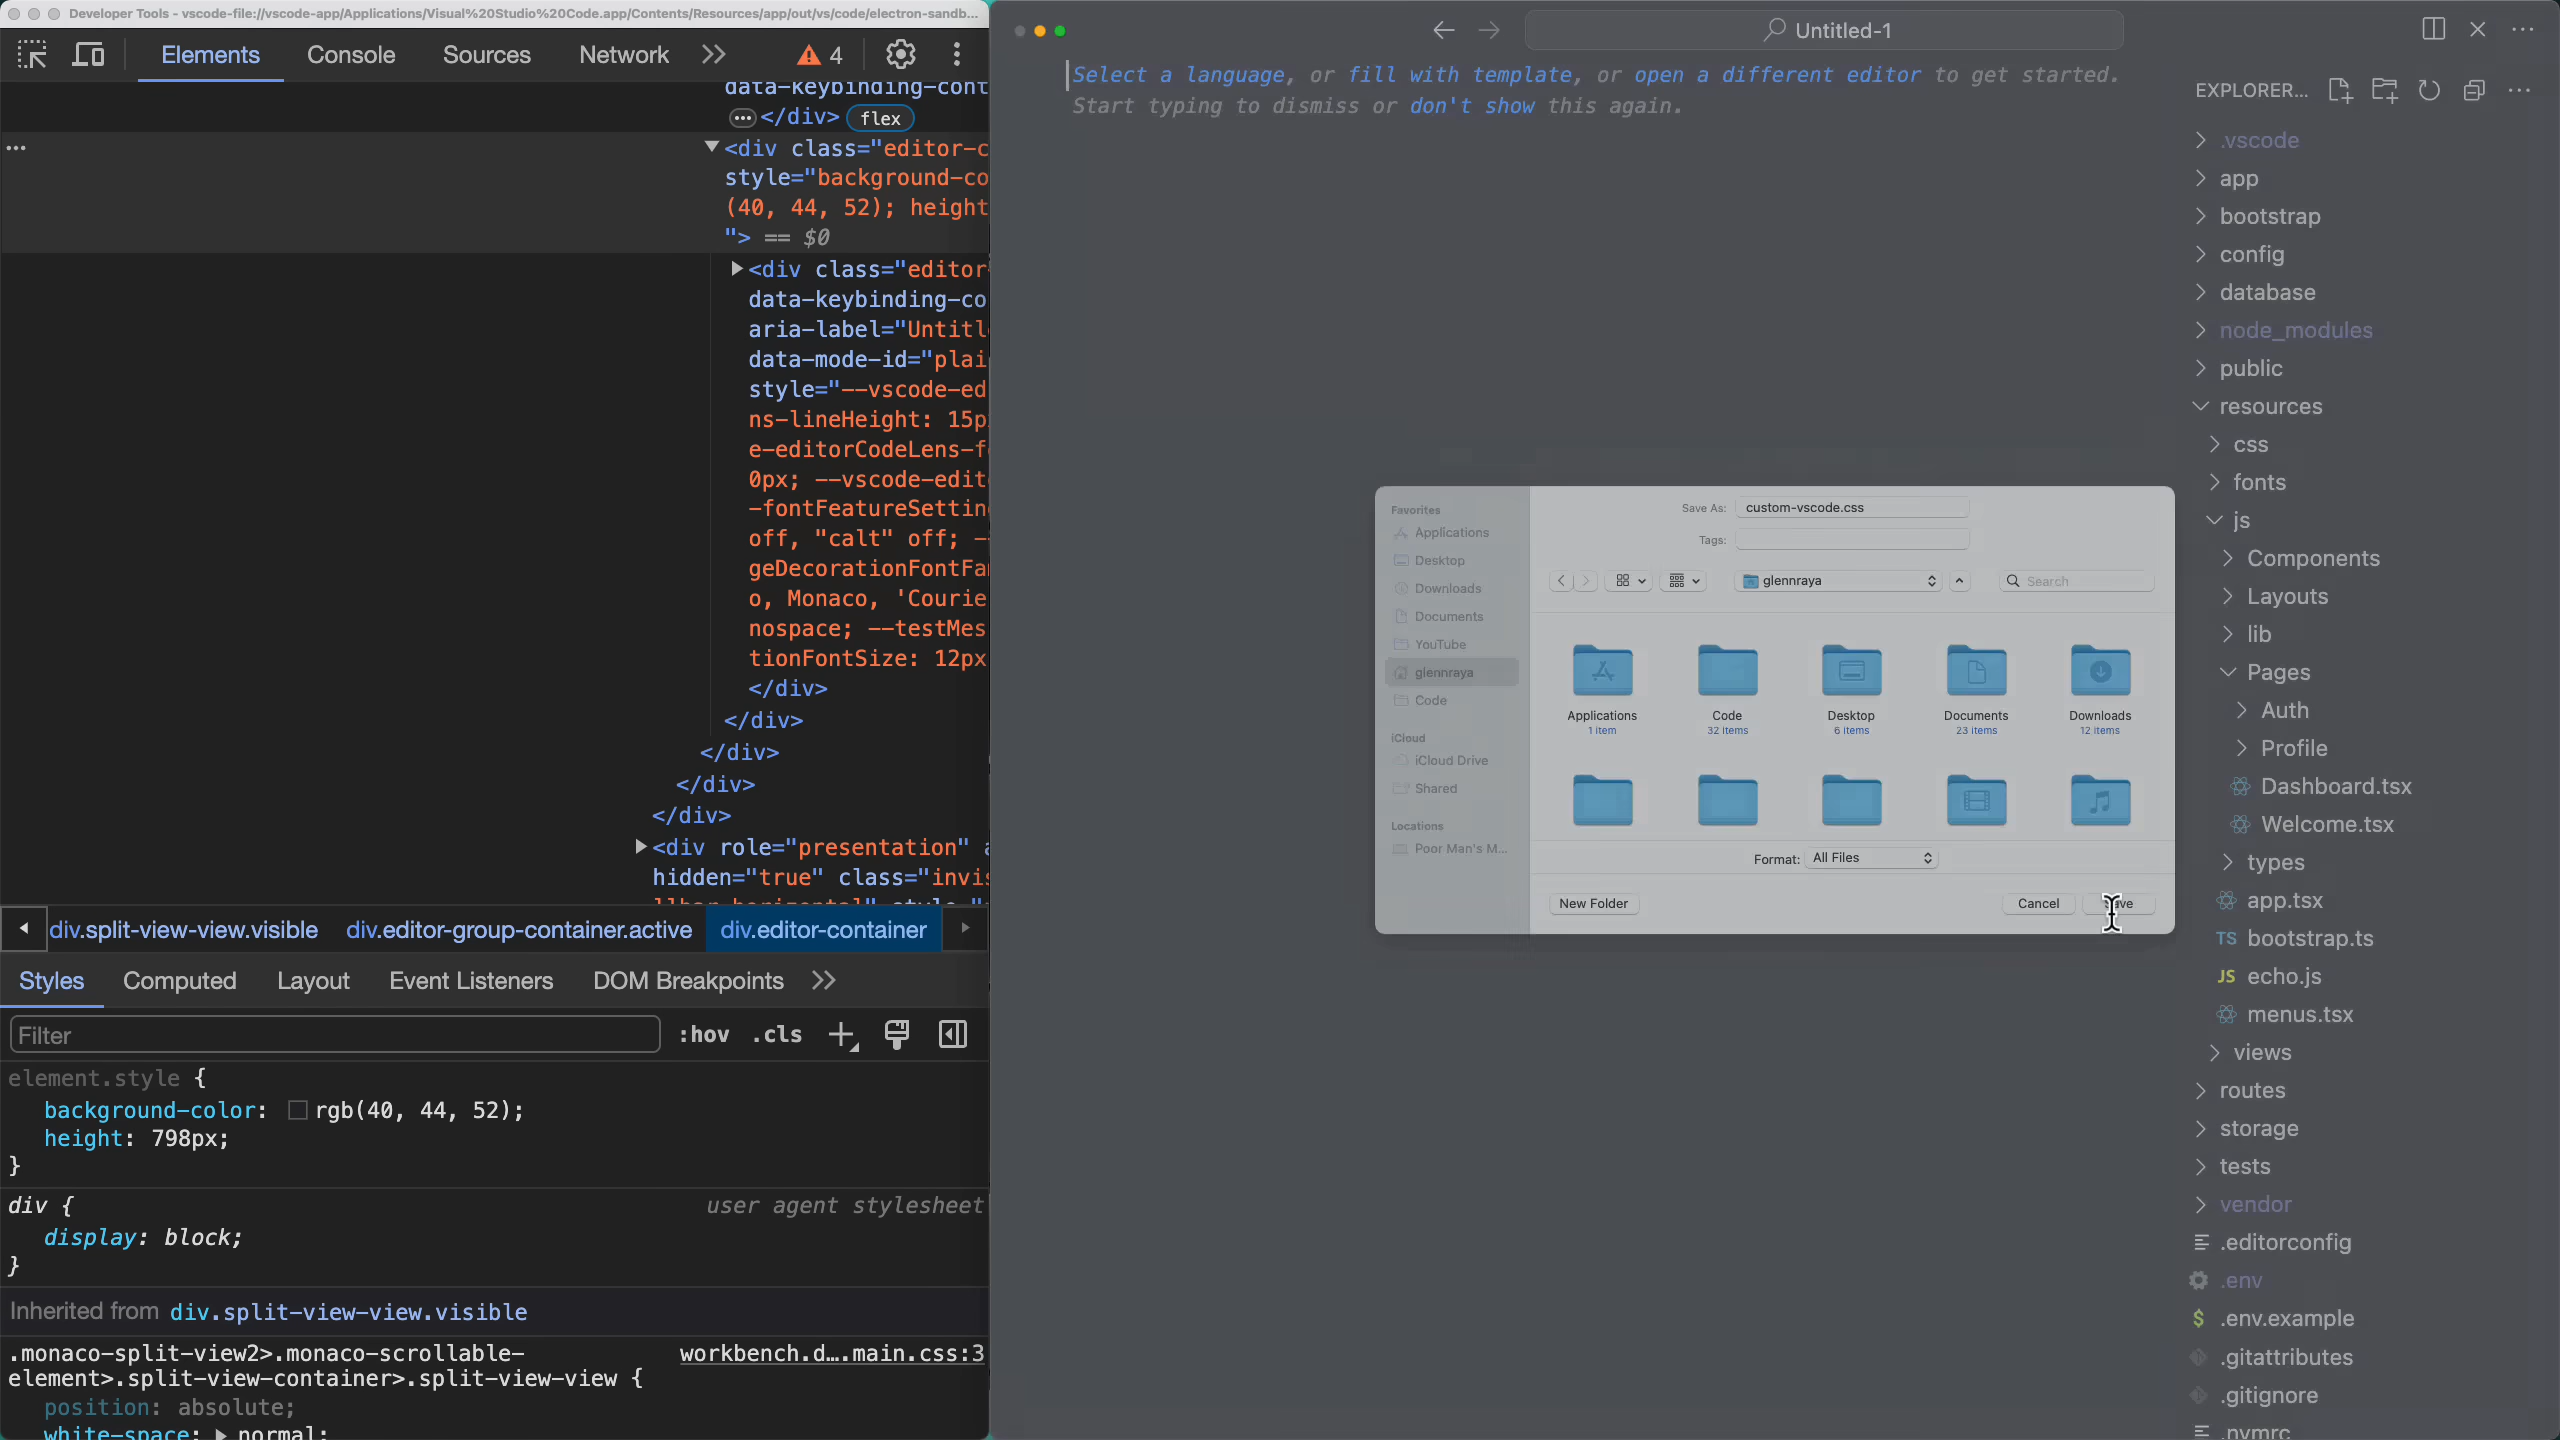 Developer Tools - vscode-file://vscode-app/Applications/Visual%20Studio%20Code.app/Contents/Resources/app/out/vs/code/electron-sandb...
Elements
Console
Sources
Network
4
data-keybinding-cont
</div>
flex
<div class="editor-c
style="background-co
(40, 44, 52); height
"> == $0
<div class="editor
data-keybinding-co
aria-label="Untitl
data-mode-id="plai
style="--vscode-ed
ns-lineHeight: 15p
e-editorCodeLens-f
0px; --vscode-edit
-fontFeatureSettin
off, "calt" off; -
geDecorationFontFa
o, Monaco, 'Courie
nospace; --testMes
tionFontSize: 12px
</div>
</div>
</div>
</div>
</div>
<div role="presentation" a
hidden="true" class="invis
div.split-view-view.visible
div.editor-group-container.active
div.editor-container
Styles
Computed
Layout
Event Listeners
DOM Breakpoints
Filter
:hov
.cls
element.style {
background-color: rgb(40, 44, 52);
height: 798px;
}
div {
user agent stylesheet
display: block;
}
Inherited from div.split-view-view.visible
.monaco-split-view2>.monaco-scrollable-
workbench.d….main.css:3
element>.split-view-container>.split-view-view {
position: absolute;
white-space: normal;
Untitled-1
Select a language, or fill with template, or open a different editor to get started.
Start typing to dismiss or don't show this again.
Favorites
Applications
Desktop
Downloads
Documents
YouTube
glennraya
Code
iCloud
iCloud Drive
Shared
Locations
Poor Man's M...
Save As:
custom-vscode.css
Tags:
glennraya
Search
Applications
1 item
Code
32 items
Desktop
6 items
Documents
23 items
Downloads
12 items
Format:
All Files
New Folder
Cancel
EXPLORER...
.vscode
app
bootstrap
config
database
node_modules
public
resources
css
fonts
js
Components
Layouts
lib
Pages
Auth
Profile
Dashboard.tsx
Welcome.tsx
types
app.tsx
TS bootstrap.ts
JS echo.js
menus.tsx
views
routes
storage
tests
vendor
.editorconfig
.env
$ .env.example
.gitattributes
.gitignore
.nvmrc